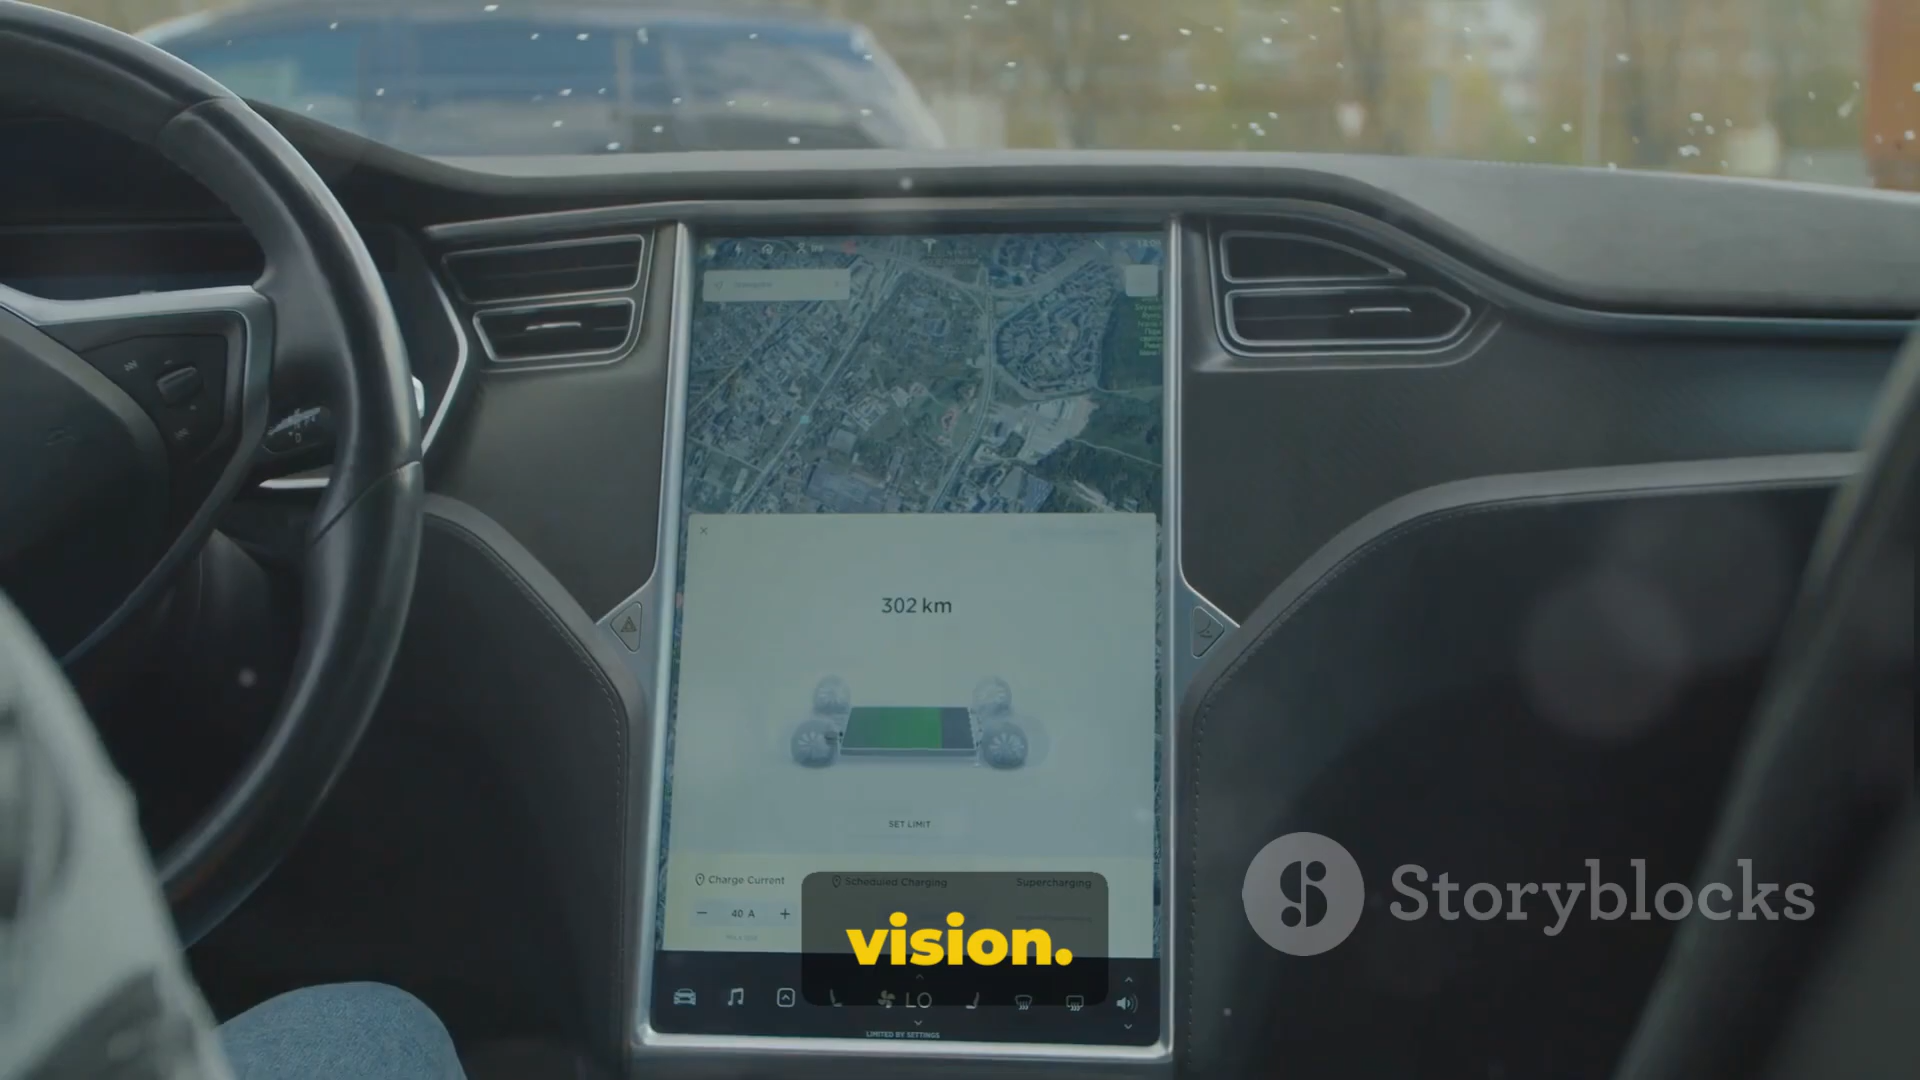 302 km
SET LIMIT
Charge Current
Scheduled Charging
Supercharging
40 A
vision.
LO
LIMITED BY SETTINGS
Storyblocks